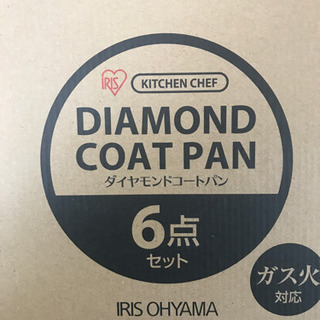 IRIS
KITCHEN CHEF
DIAMOND
COAT PAN
ダイヤモンドコートパン
6点
セット
ガス火
対応
IRIS OHYAMA